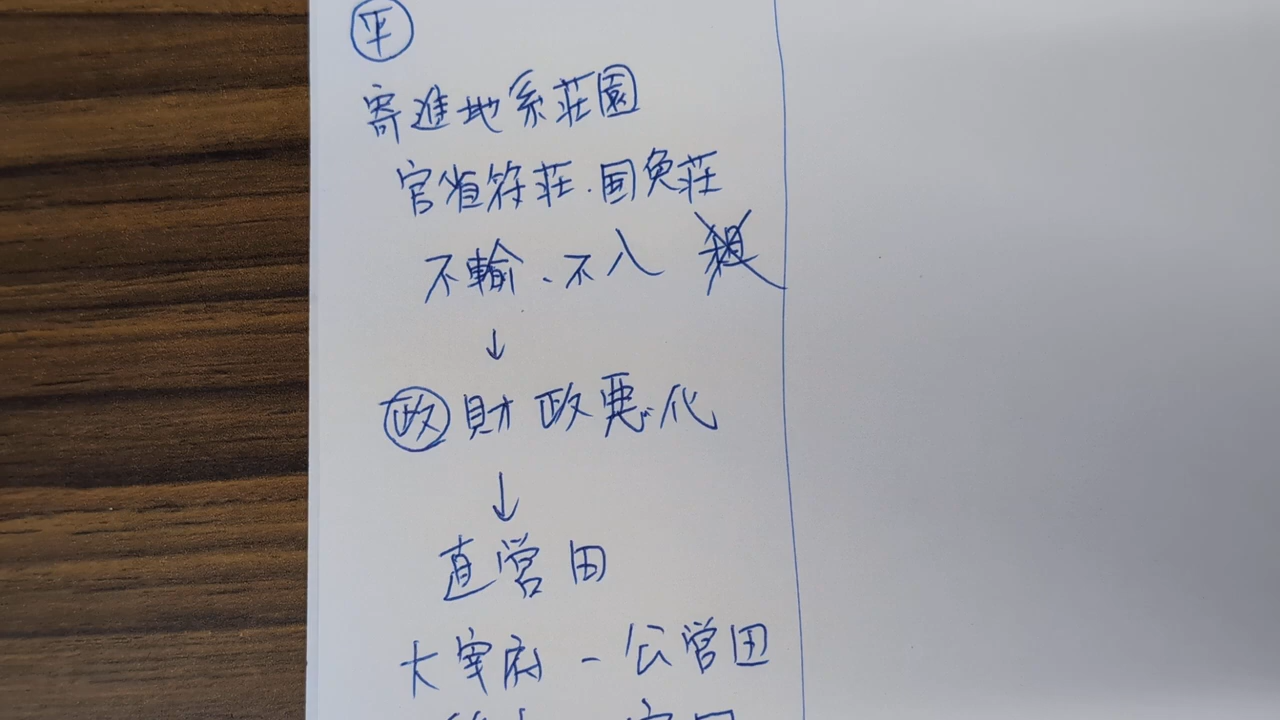 平
寄進地系荘園
官省符荘.国免荘
不輸、不入 租
↓
政 財政悪化
↓
直営田
大宰府 - 公営田